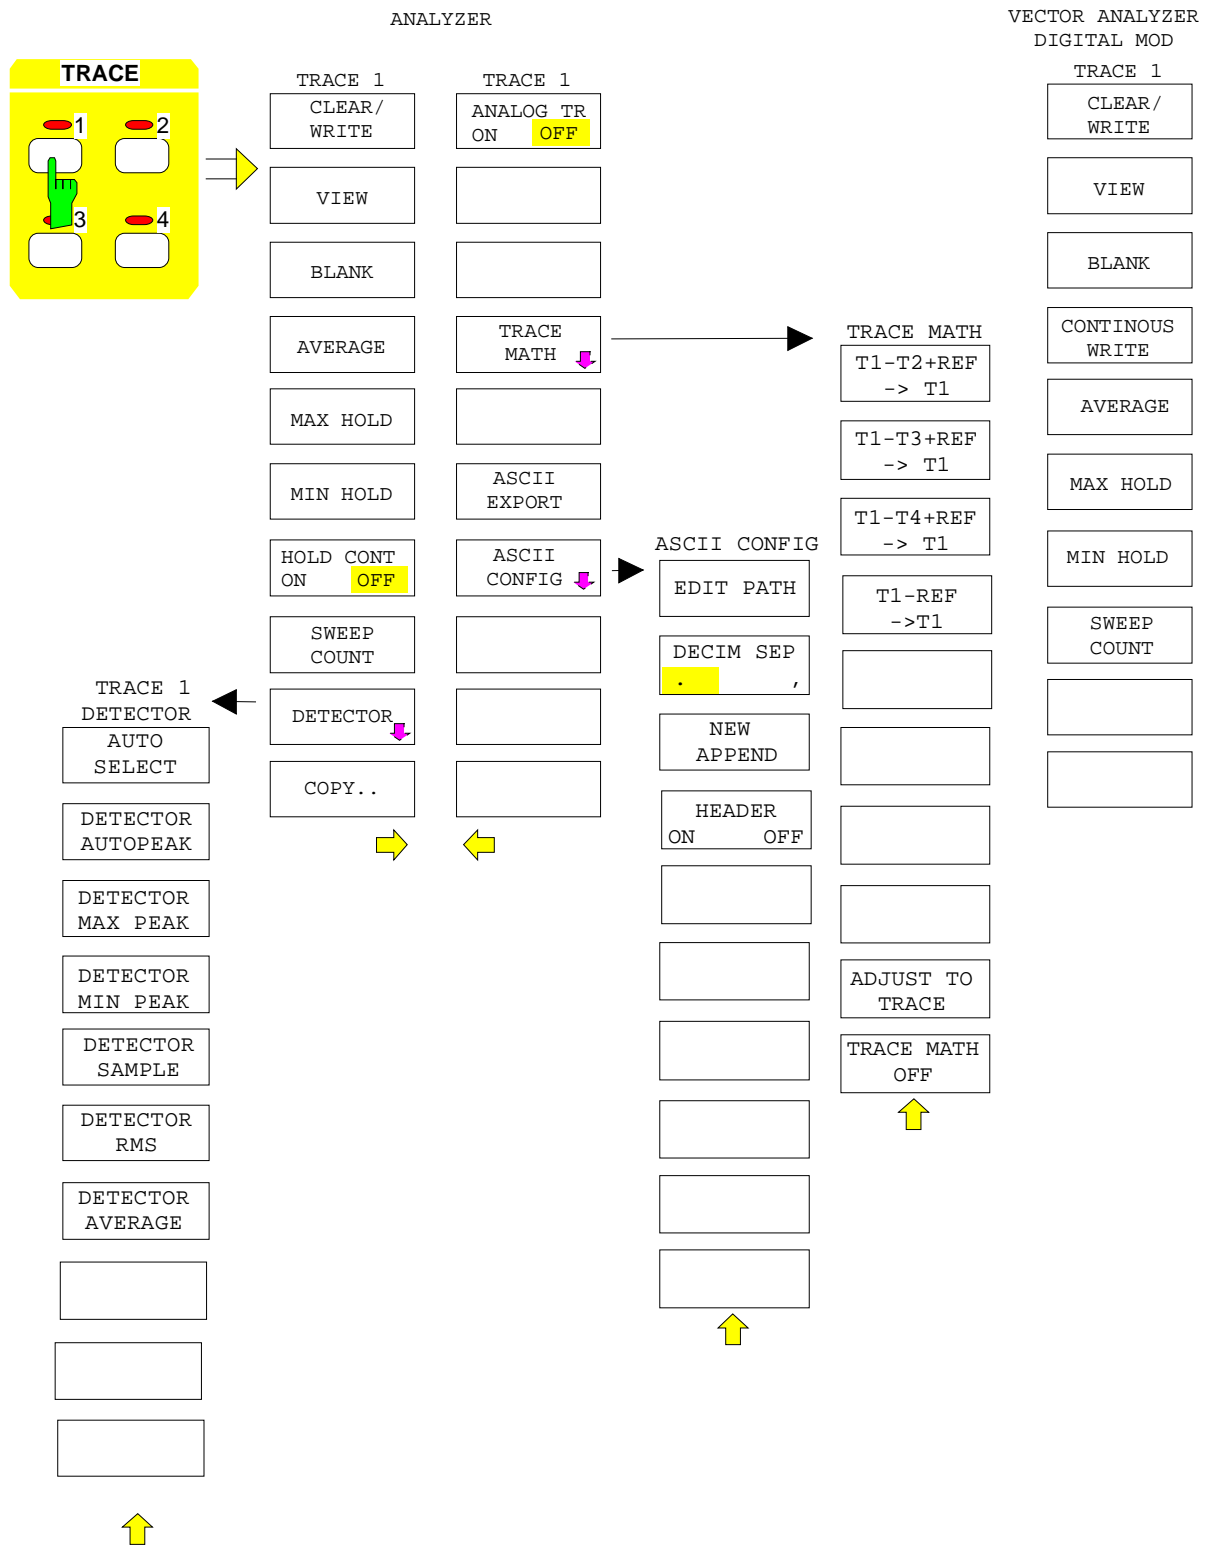 ANALYZER
VECTOR ANALYZER
DIGITAL MOD
TRACE
1
2
3
4
TRACE 1
CLEAR/
WRITE
VIEW
BLANK
AVERAGE
MAX HOLD
MIN HOLD
HOLD CONT
ON OFF
SWEEP
COUNT
DETECTOR
COPY..
TRACE 1
ANALOG TR
ON OFF
TRACE
MATH
ASCII
EXPORT
ASCII
CONFIG
TRACE 1
DETECTOR
AUTO
SELECT
DETECTOR
AUTOPEAK
DETECTOR
MAX PEAK
DETECTOR
MIN PEAK
DETECTOR
SAMPLE
DETECTOR
RMS
DETECTOR
AVERAGE
ASCII CONFIG
EDIT PATH
DECIM SEP
. ,
NEW
APPEND
HEADER
ON OFF
TRACE MATH
T1-T2+REF
-> T1
T1-T3+REF
-> T1
T1-T4+REF
-> T1
T1-REF
->T1
ADJUST TO
TRACE
TRACE MATH
OFF
TRACE 1
CLEAR/
WRITE
VIEW
BLANK
CONTINOUS
WRITE
AVERAGE
MAX HOLD
MIN HOLD
SWEEP
COUNT